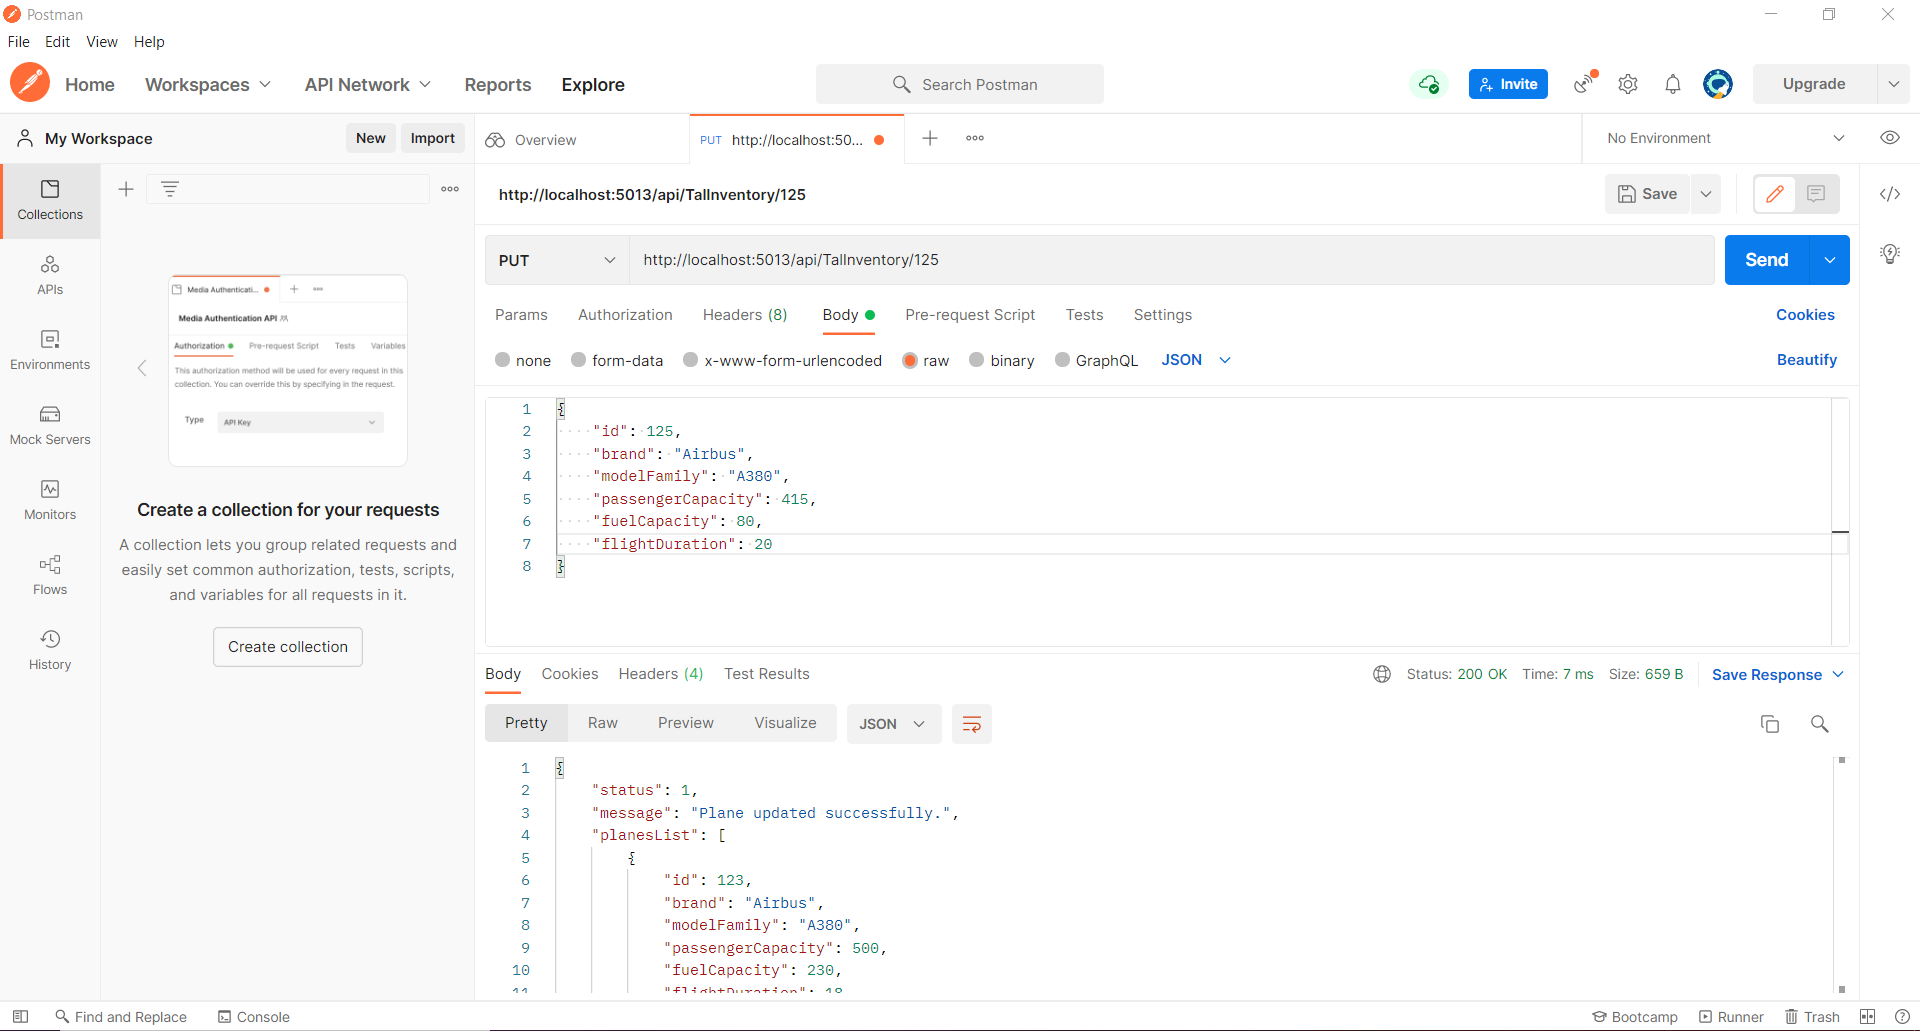 Postman
File Edit View Help
Home Workspaces API Network Reports Explore
Search Postman
Invite
Upgrade
My Workspace
New Import
Overview
PUT http://localhost:50...
No Environment
Collections
APIs
Environments
Mock Servers
Monitors
Flows
History
Media Authenticati...
Media Authentication API
Authorization Pre-request Script Tests Variables
This authorization method will be used for every request in this
collection. You can override this by specifying in the request.
Type API Key
Create a collection for your requests
A collection lets you group related requests and
easily set common authorization, tests, scripts,
and variables for all requests in it.
Create collection
http://localhost:5013/api/TalInventory/125
Save
PUT http://localhost:5013/api/TalInventory/125
Send
Params Authorization Headers (8) Body Pre-request Script Tests Settings
Cookies
none form-data x-www-form-urlencoded raw binary GraphQL JSON
Beautify
1 {
2 "id": 125,
3 "brand": "Airbus",
4 "modelFamily": "A380",
5 "passengerCapacity": 415,
6 "fuelCapacity": 80,
7 "flightDuration": 20
8 }
Body Cookies Headers (4) Test Results
Status: 200 OK Time: 7 ms Size: 659 B Save Response
Pretty Raw Preview Visualize JSON
1 {
2 "status": 1,
3 "message": "Plane updated successfully.",
4 "planesList": [
5 {
6 "id": 123,
7 "brand": "Airbus",
8 "modelFamily": "A380",
9 "passengerCapacity": 500,
10 "fuelCapacity": 230,
11 "flightDuration": 18
Find and Replace Console
Bootcamp Runner Trash